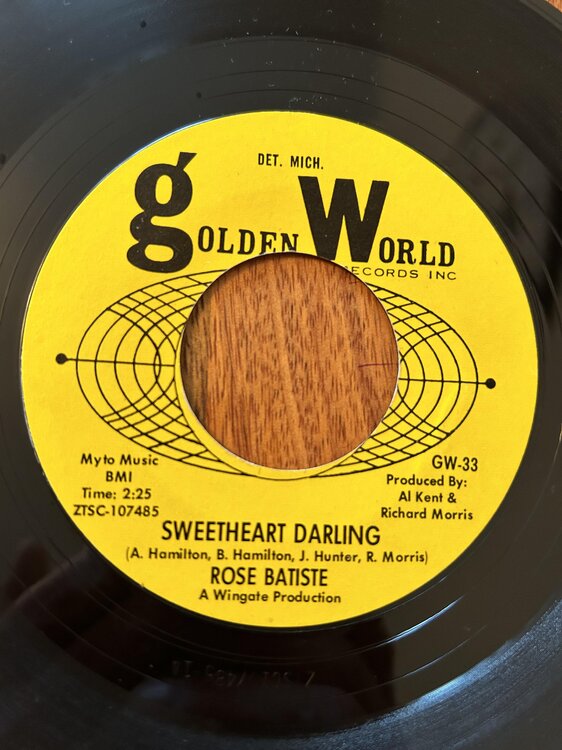 DET. MICH.
golden World
RECORDS INC
Myto Music
BMI
Time: 2:25
ZTSC-107485
GW-33
Produced By:
Al Kent &
Richard Morris
SWEETHEART DARLING
(A. Hamilton, B. Hamilton, J. Hunter, R. Morris)
ROSE BATISTE
A Wingate Production